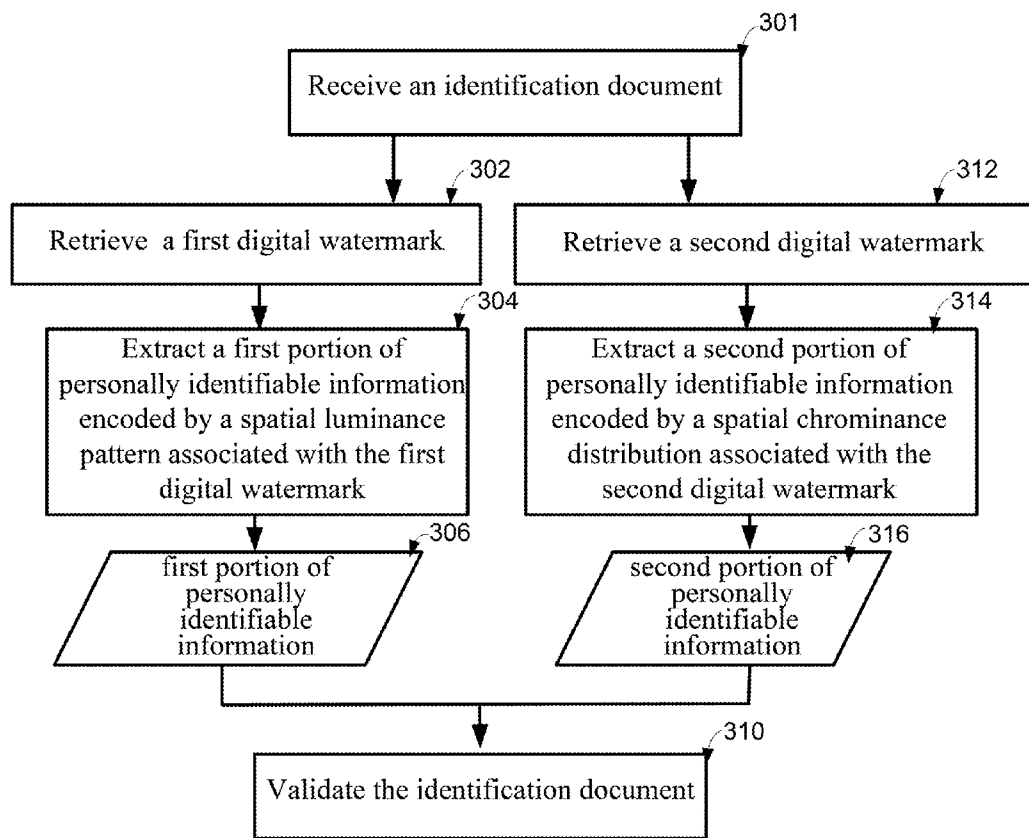 301
Receive an identification document
302
Retrieve a first digital watermark
312
Retrieve a second digital watermark
304
Extract a first portion of
personally identifiable information
encoded by a spatial luminance
pattern associated with the first
digital watermark
314
Extract a second portion of
personally identifiable information
encoded by a spatial chrominance
distribution associated with the
second digital watermark
306
first portion of
personally
identifiable
information
316
second portion of
personally
identifiable
information
310
Validate the identification document